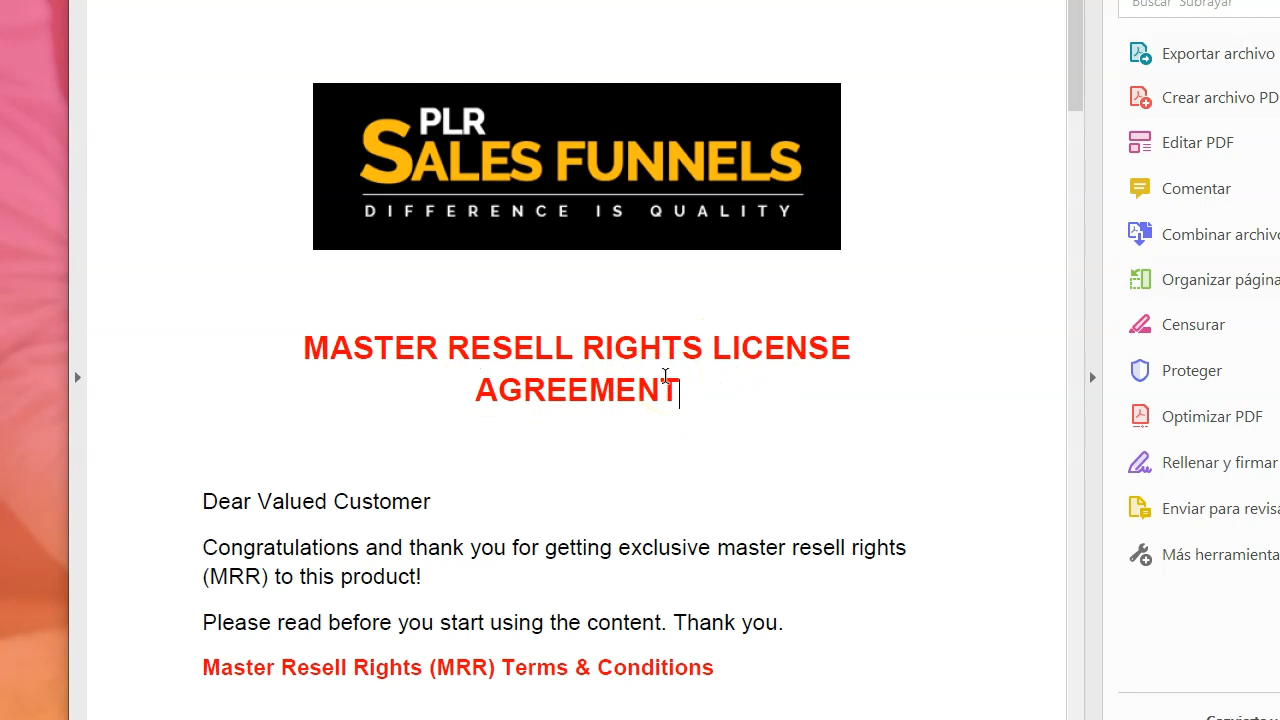 Buscar 'Subrayar'
PLR
SALES FUNNELS
DIFFERENCE IS QUALITY
MASTER RESELL RIGHTS LICENSE
AGREEMENT
Dear Valued Customer
Congratulations and thank you for getting exclusive master resell rights
(MRR) to this product!
Please read before you start using the content. Thank you.
Master Resell Rights (MRR) Terms & Conditions
Exportar archivo
Crear archivo PD
Editar PDF
Comentar
Combinar archivo
Organizar página
Censurar
Proteger
Optimizar PDF
Rellenar y firmar
Enviar para revisa
Más herramienta